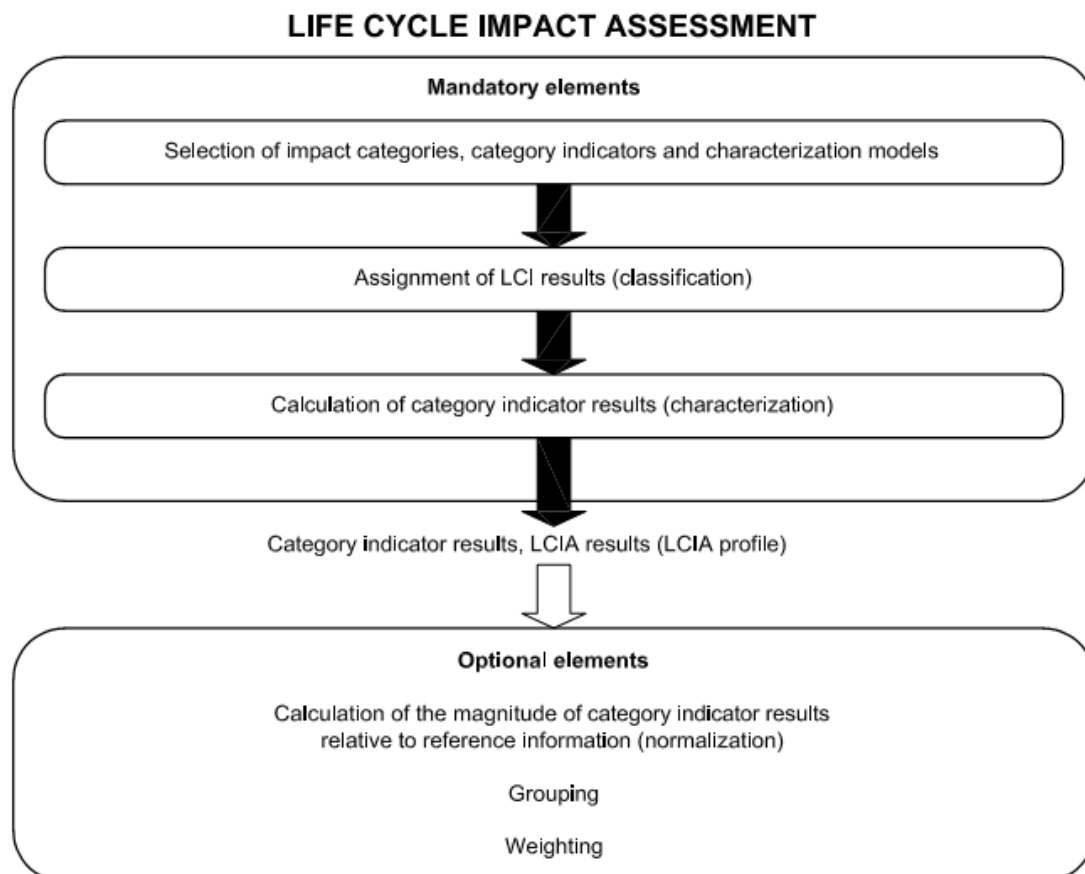 LIFE CYCLE IMPACT ASSESSMENT
Mandatory elements
Selection of impact categories, category indicators and characterization models
Assignment of LCI results (classification)
Calculation of category indicator results (characterization)
Category indicator results, LCIA results (LCIA profile)
Optional elements
Calculation of the magnitude of category indicator results
relative to reference information (normalization)
Grouping
Weighting